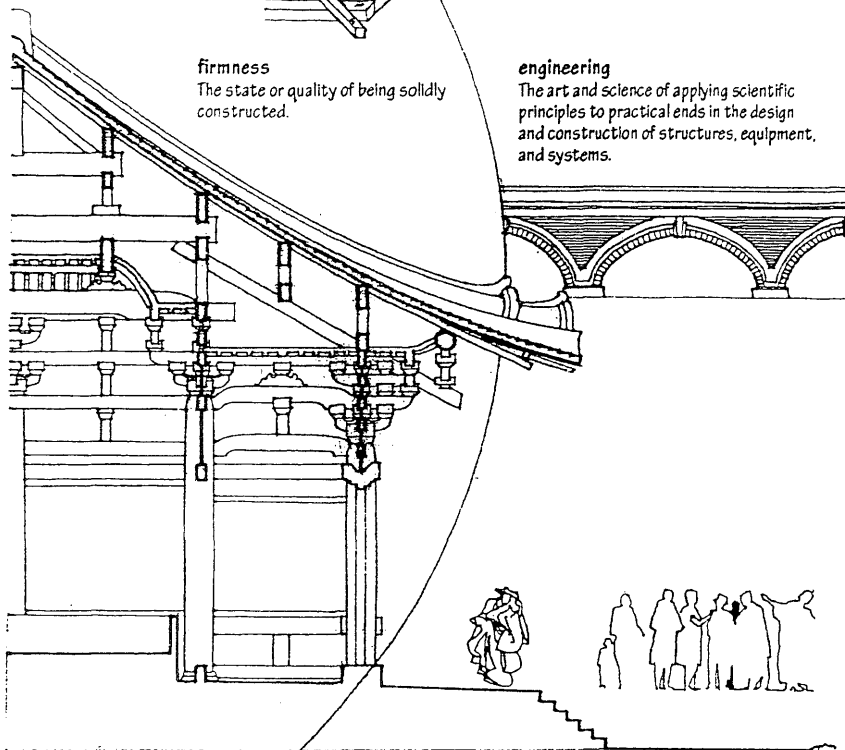 firmness
The state or quality of being solidly
constructed.
engineering
The art and science of applying scientific
principles to practical ends in the design
and construction of structures, equipment,
and systems.